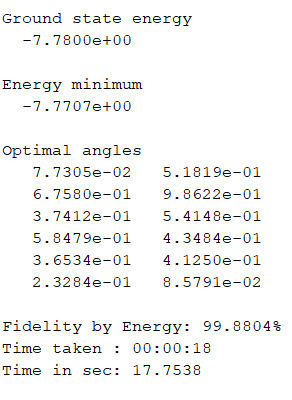 Ground state energy
-7.7800e+00
Energy minimum
-7.7707e+00
Optimal angles
7.7305e-02 5.1819e-01
6.7580e-01 9.8622e-01
3.7412e-01 5.4148e-01
5.8479e-01 4.3484e-01
3.6534e-01 4.1250e-01
2.3284e-01 8.5791e-02
Fidelity by Energy: 99.8804%
Time taken : 00:00:18
Time in sec: 17.7538